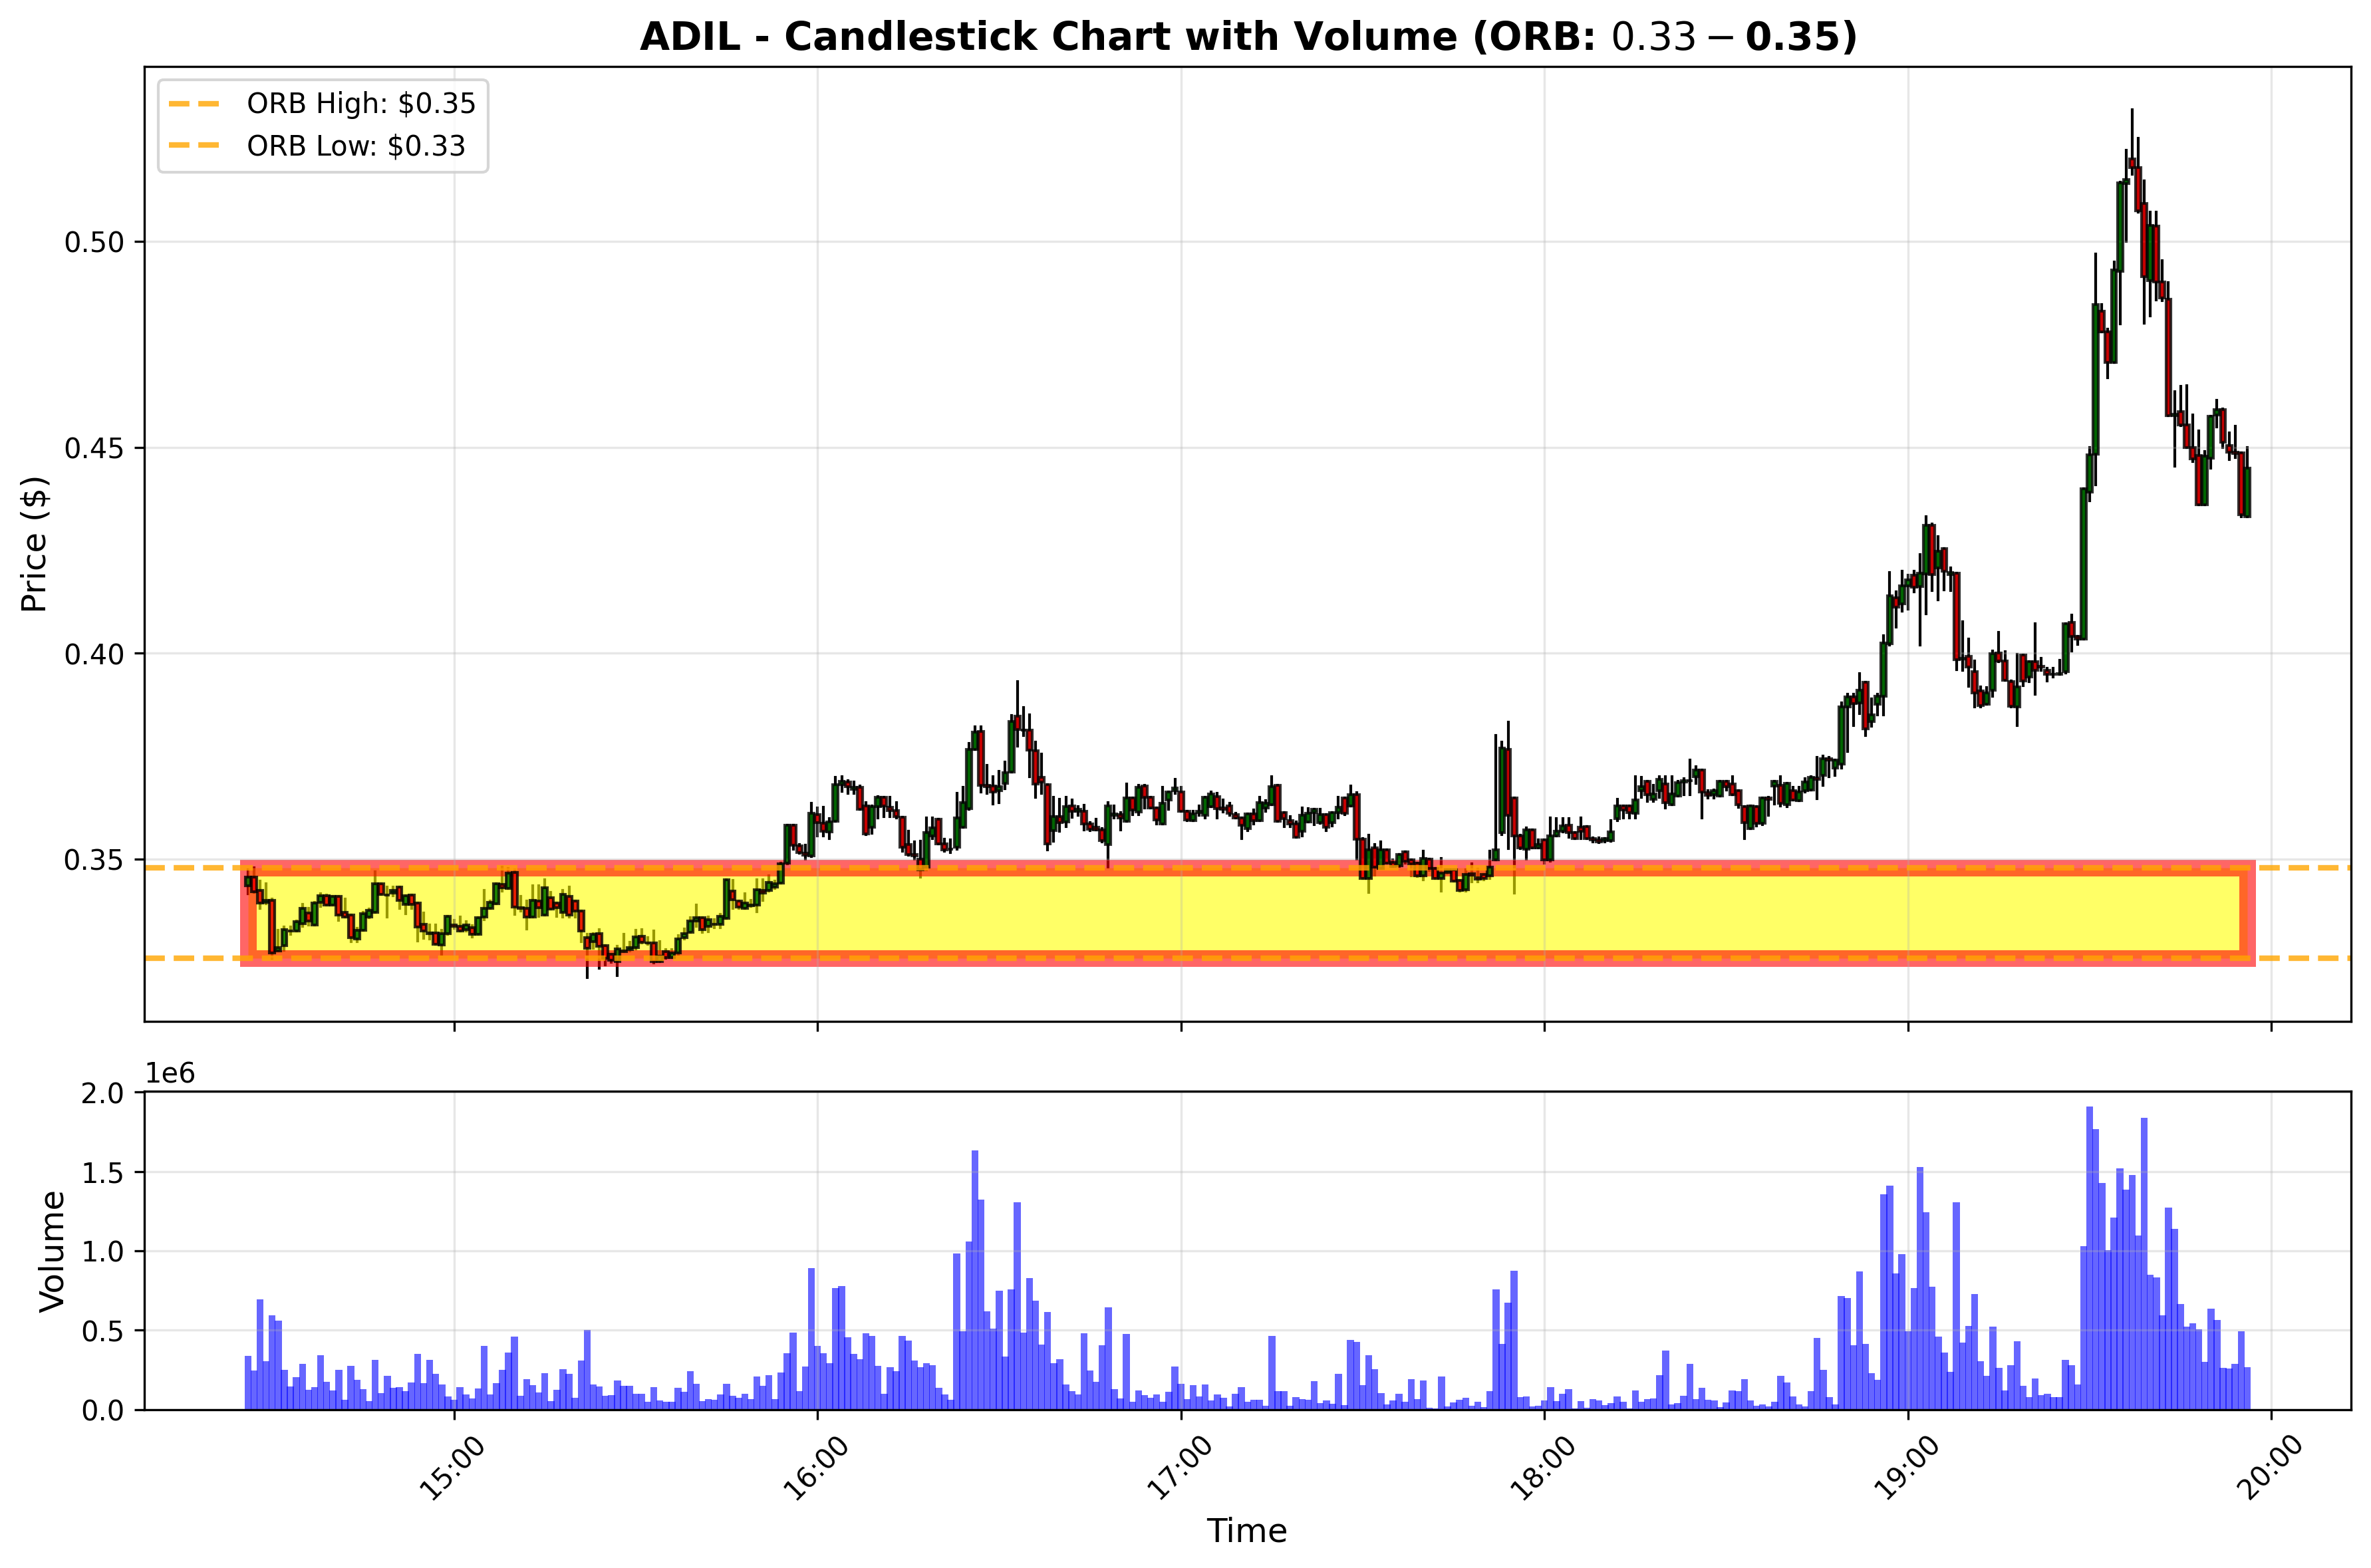 ADIL - Candlestick Chart with Volume (ORB: 0.33 − 0.35)
ORB High: $0.35
ORB Low: $0.33
0.50
0.45
0.40
0.35
Price ($)
1e6
2.0
1.5
1.0
0.5
0.0
Volume
15:00
16:00
17:00
18:00
19:00
20:00
Time